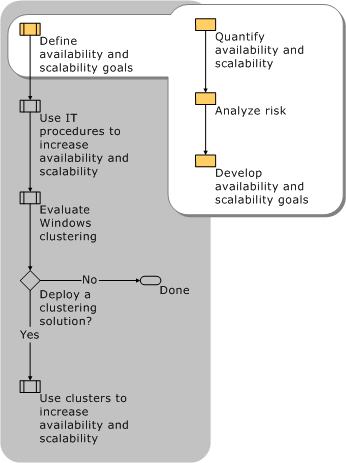 Define
availability and
scalability goals
Use IT
procedures to
increase
availability and
scalability
Evaluate
Windows
clustering
Deploy a
clustering
solution?
No
Done
Yes
Use clusters to
increase
availability and
scalability
Quantify
availability and
scalability
Analyze risk
Develop
availability and
scalability goals